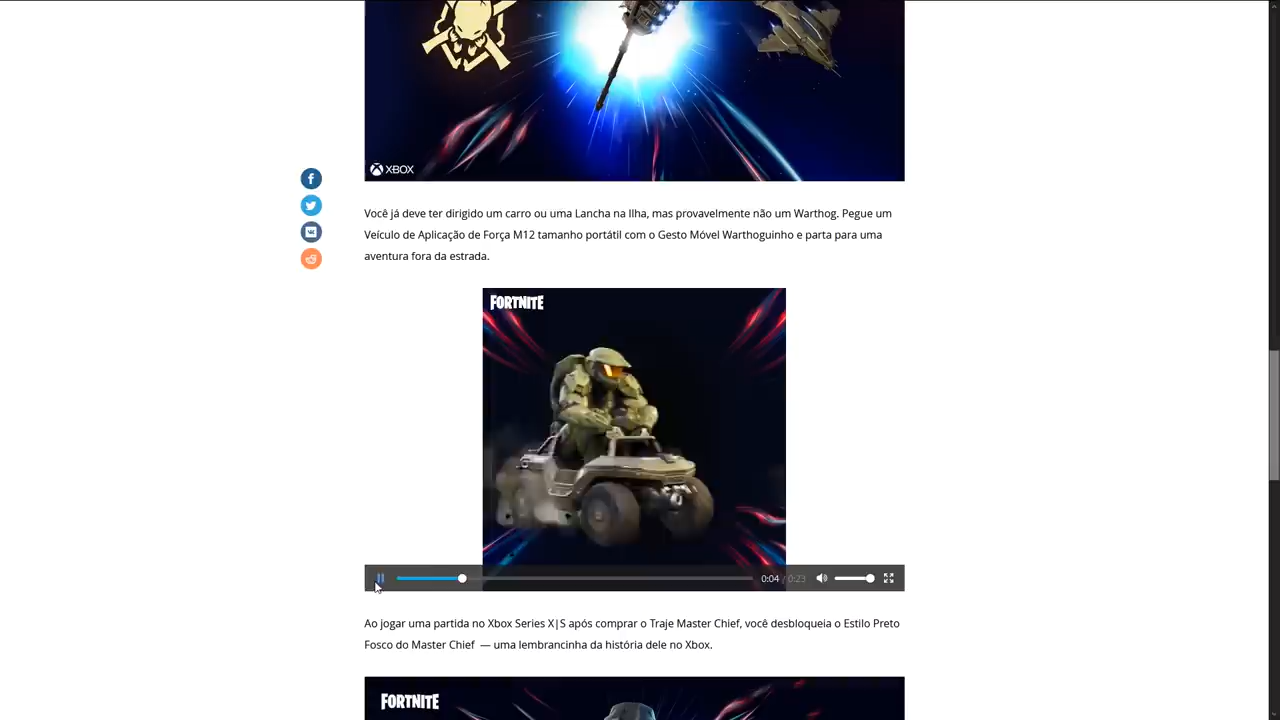 XBOX
Você já deve ter dirigido um carro ou uma Lancha na Ilha, mas provavelmente não um Warthog. Pegue um
Veículo de Aplicação de Força M12 tamanho portátil com o Gesto Móvel Warthoguinho e parta para uma
aventura fora da estrada.
FORTNITE
0:04 / 0:23
Ao jogar uma partida no Xbox Series X|S após comprar o Traje Master Chief, você desbloqueia o Estilo Preto
Fosco do Master Chief — uma lembrancinha da história dele no Xbox.
FORTNITE